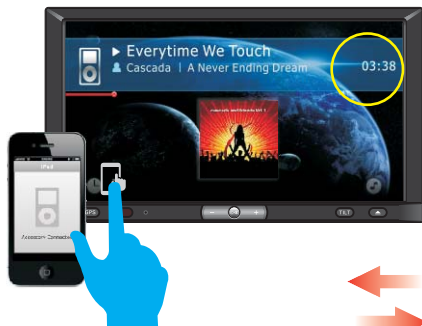 Everytime We Touch
Cascada | A Never Ending Dream
03:38
iPod
Accessory Connected
GPS
TILT